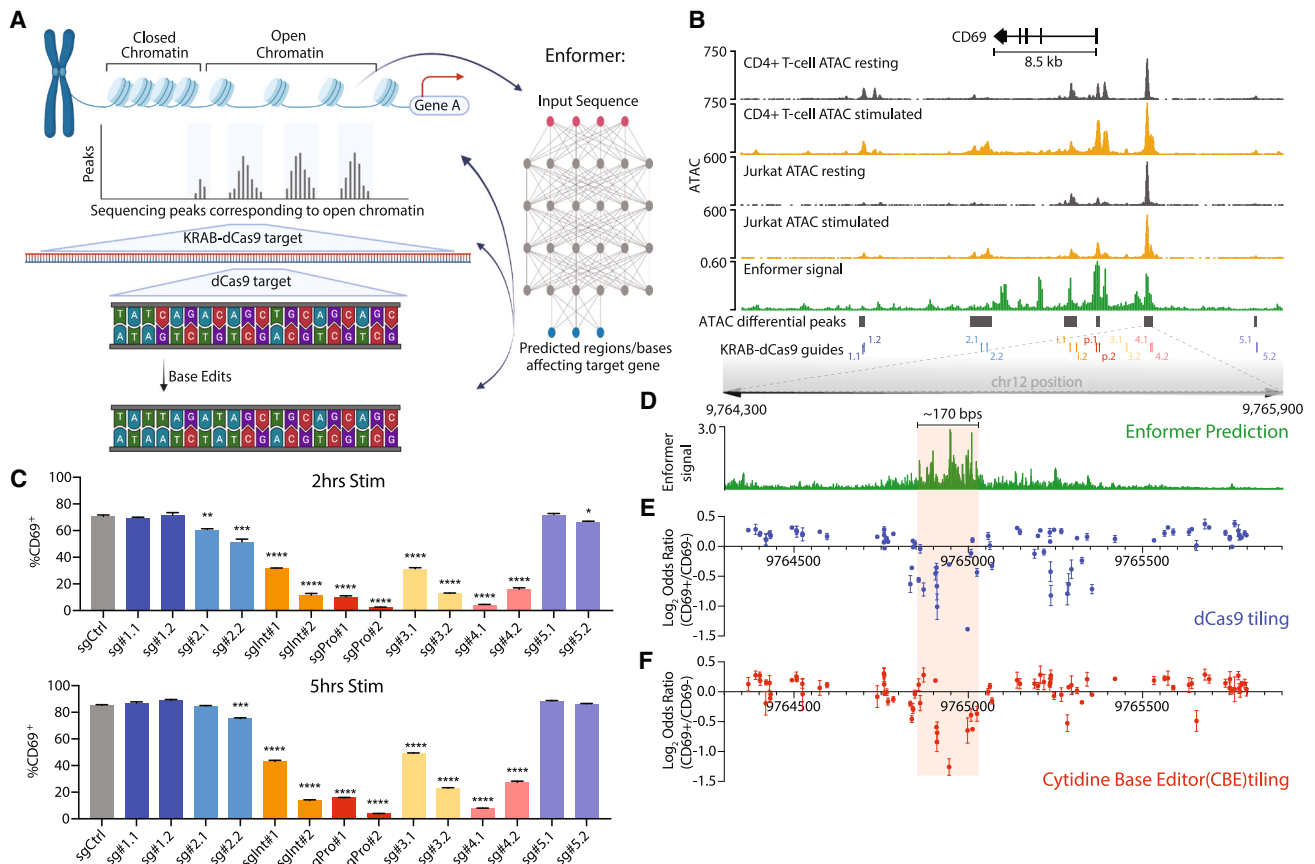 A
Closed
Chromatin
Open
Chromatin
Gene A
Peaks
Sequencing peaks corresponding to open chromatin
KRAB-dCas9 target
dCas9 target
T A T C A G A C A G C T G C A G C A G C
A T A G T C T G T C G A C G T C G T C G
Base Edits
T A T T A G A T A G C T G C A G C A G C
A T A A T C T A T C G A C G T C G T C G
Enformer:
Input Sequence
Predicted regions/bases
affecting target gene
B
CD69
8.5 kb
750
CD4+ T-cell ATAC resting
750
CD4+ T-cell ATAC stimulated
600
Jurkat ATAC resting
600
Jurkat ATAC stimulated
0.60
Enformer signal
ATAC
ATAC differential peaks
KRAB-dCas9 guides
1.1
1.2
2.1
2.2
i.1
i.2
p.1
p.2
3.1
3.2
4.1
4.2
5.1
5.2
chr12 position
9,764,300
9,765,900
C
2hrs Stim
%CD69+
100
80
60
40
20
0
** *** **** **** **** **** **** **** **** **** *
sgCtrl sg#1.1 sg#1.2 sg#2.1 sg#2.2 sgInt#1 sgInt#2 sgPro#1 sgPro#2 sg#3.1 sg#3.2 sg#4.1 sg#4.2 sg#5.1 sg#5.2
5hrs Stim
%CD69+
100
80
60
40
20
0
*** **** **** **** **** **** **** **** ****
sgCtrl sg#1.1 sg#1.2 sg#2.1 sg#2.2 sgInt#1 sgInt#2 sgPro#1 sgPro#2 sg#3.1 sg#3.2 sg#4.1 sg#4.2 sg#5.1 sg#5.2
D
~170 bps
3.0
Enformer
signal
Enformer Prediction
E
Log2 Odds Ratio
(CD69+/CD69-)
0.5
0.0
-0.5
-1.0
-1.5
9764500
9765000
9765500
dCas9 tiling
F
Log2 Odds Ratio
(CD69+/CD69-)
0.5
0.0
-0.5
-1.0
-1.5
9764500
9765000
9765500
Cytidine Base Editor(CBE)tiling